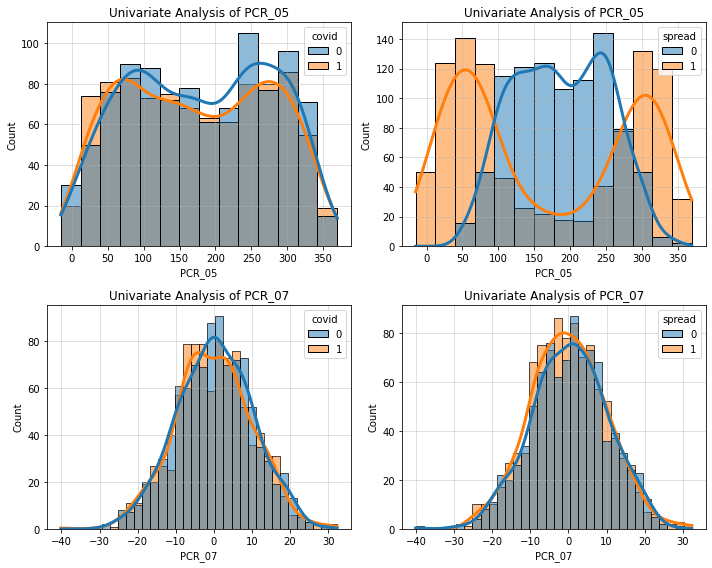 Univariate Analysis of PCR_05
Count
100
80
60
40
20
0
0 50 100 150 200 250 300 350
PCR_05
covid
0
1
Univariate Analysis of PCR_05
Count
140
120
100
80
60
40
20
0
0 50 100 150 200 250 300 350
PCR_05
spread
0
1
Univariate Analysis of PCR_07
Count
80
60
40
20
0
−40 −30 −20 −10 0 10 20 30
PCR_07
covid
0
1
Univariate Analysis of PCR_07
Count
80
60
40
20
0
−40 −30 −20 −10 0 10 20 30
PCR_07
spread
0
1